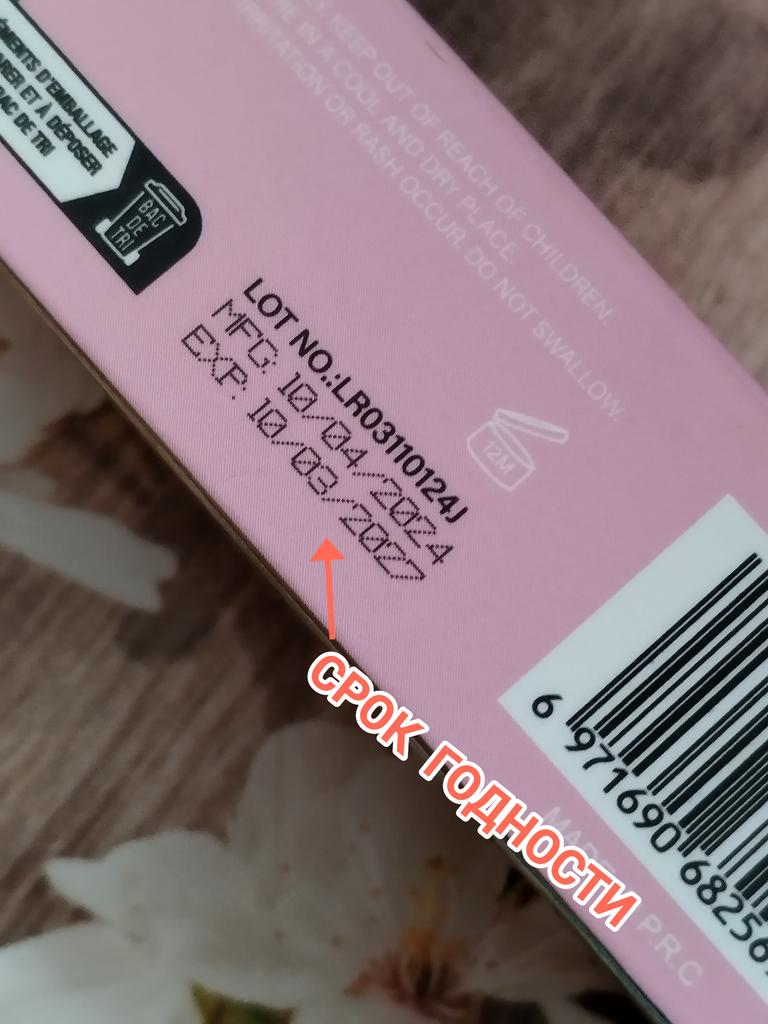 ÉMENTS D'EMBALLAGE
ARER ET À DÉPOSER
BAC DE TRI
BAC
DE
TRI
KEEP OUT OF REACH OF CHILDREN.
IN A COOL AND DRY PLACE.
IRRITATION OR RASH OCCUR. DO NOT SWALLOW.
LOT NO.:LR03110124J
MFG: 10/04/2024
EXP: 10/03/2027
12M
СРОК ГОДНОСТИ
6 971690 68256
MADE P.R.C